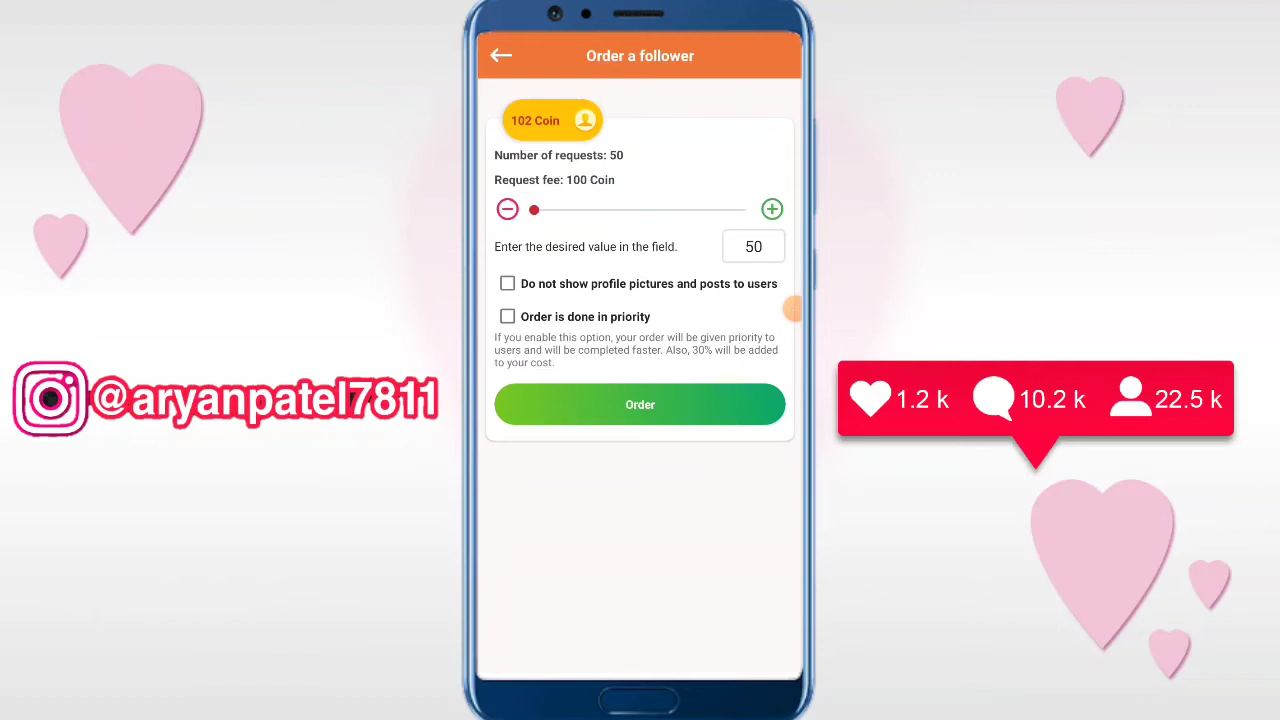 Order a follower
102 Coin
Number of requests: 50
Request fee: 100 Coin
Enter the desired value in the field.
50
Do not show profile pictures and posts to users
Order is done in priority
If you enable this option, your order will be given priority to
users and will be completed faster. Also, 30% will be added
to your cost.
Order
@aryanpatel7811
1.2 k
10.2 k
22.5 k